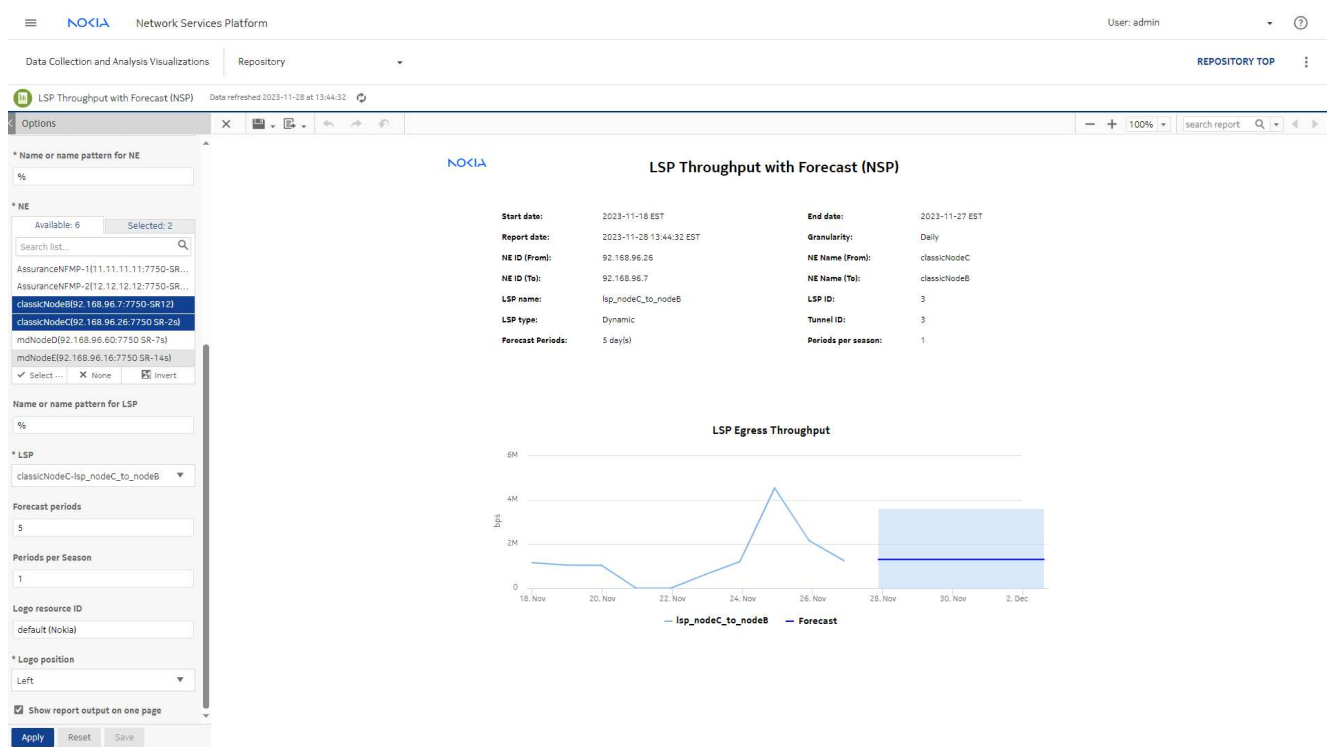 NOKIA Network Services Platform User: admin
Data Collection and Analysis Visualizations Repository REPOSITORY TOP
LSP Throughput with Forecast (NSP) Data refreshed 2023-11-28 at 13:44:32
Options 100% search report
* Name or name pattern for NE
%
* NE
Available: 6 Selected: 2
Search list...
AssuranceNFMP-1(11.11.11.11:7750-SR...
AssuranceNFMP-2(12.12.12.12:7750-SR...
classicNodeB(92.168.96.7:7750-SR12)
classicNodeC(92.168.96.26:7750 SR-2s)
mdNodeD(92.168.96.60:7750 SR-7s)
mdNodeE(92.168.96.16:7750 SR-14s)
Select ... None Invert
Name or name pattern for LSP
%
* LSP
classicNodeC-lsp_nodeC_to_nodeB
Forecast periods
5
Periods per Season
1
Logo resource ID
default (Nokia)
* Logo position
Left
Show report output on one page
Apply Reset Save
NOKIA LSP Throughput with Forecast (NSP)
Start date: 2023-11-18 EST End date: 2023-11-27 EST
Report date: 2023-11-28 13:44:32 EST Granularity: Daily
NE ID (From): 92.168.96.26 NE Name (From): classicNodeC
NE ID (To): 92.168.96.7 NE Name (To): classicNodeB
LSP name: lsp_nodeC_to_nodeB LSP ID: 3
LSP type: Dynamic Tunnel ID: 3
Forecast Periods: 5 day(s) Periods per season: 1
LSP Egress Throughput
6M
4M
bps
2M
0
18. Nov 20. Nov 22. Nov 24. Nov 26. Nov 28. Nov 30. Nov 2. Dec
lsp_nodeC_to_nodeB Forecast